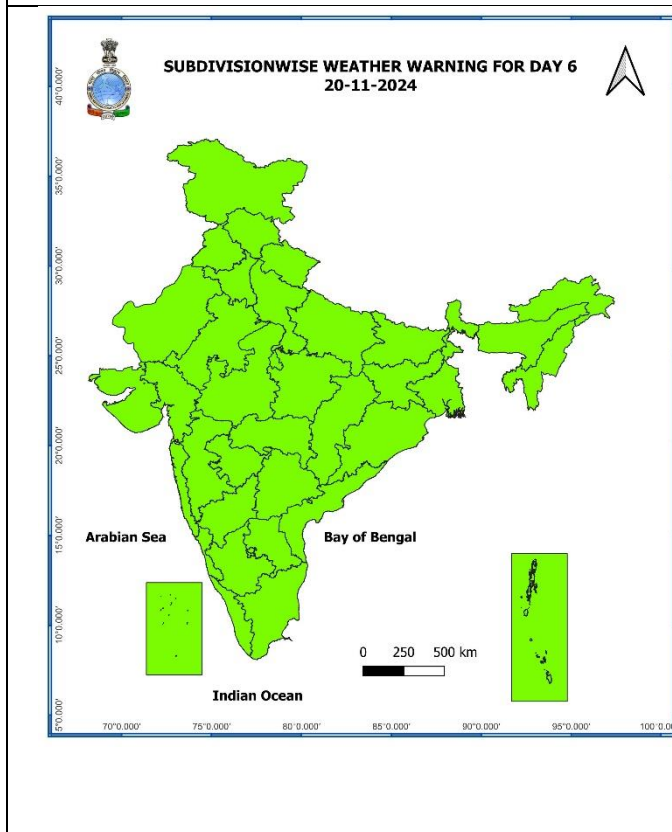 SUBDIVISIONWISE WEATHER WARNING FOR DAY 6
20-11-2024
40°0.000'
35°0.000'
30°0.000'
25°0.000'
20°0.000'
15°0.000'
10°0.000'
5°0.000'
Arabian Sea
Bay of Bengal
0 250 500 km
Indian Ocean
70°0.000' 75°0.000' 80°0.000' 85°0.000' 90°0.000' 95°0.000' 100°0.0